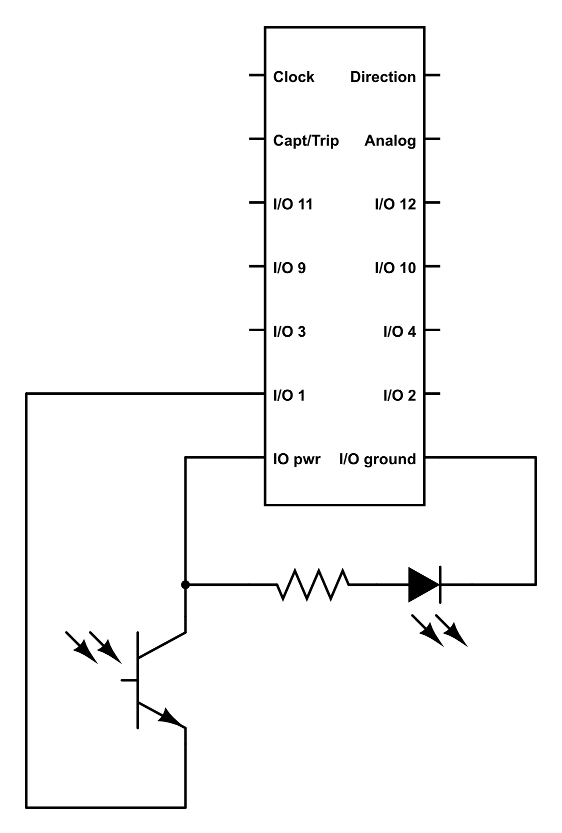 Clock Direction
Capt/Trip Analog
I/O 11 I/O 12
I/O 9 I/O 10
I/O 3 I/O 4
I/O 1 I/O 2
IO pwr I/O ground